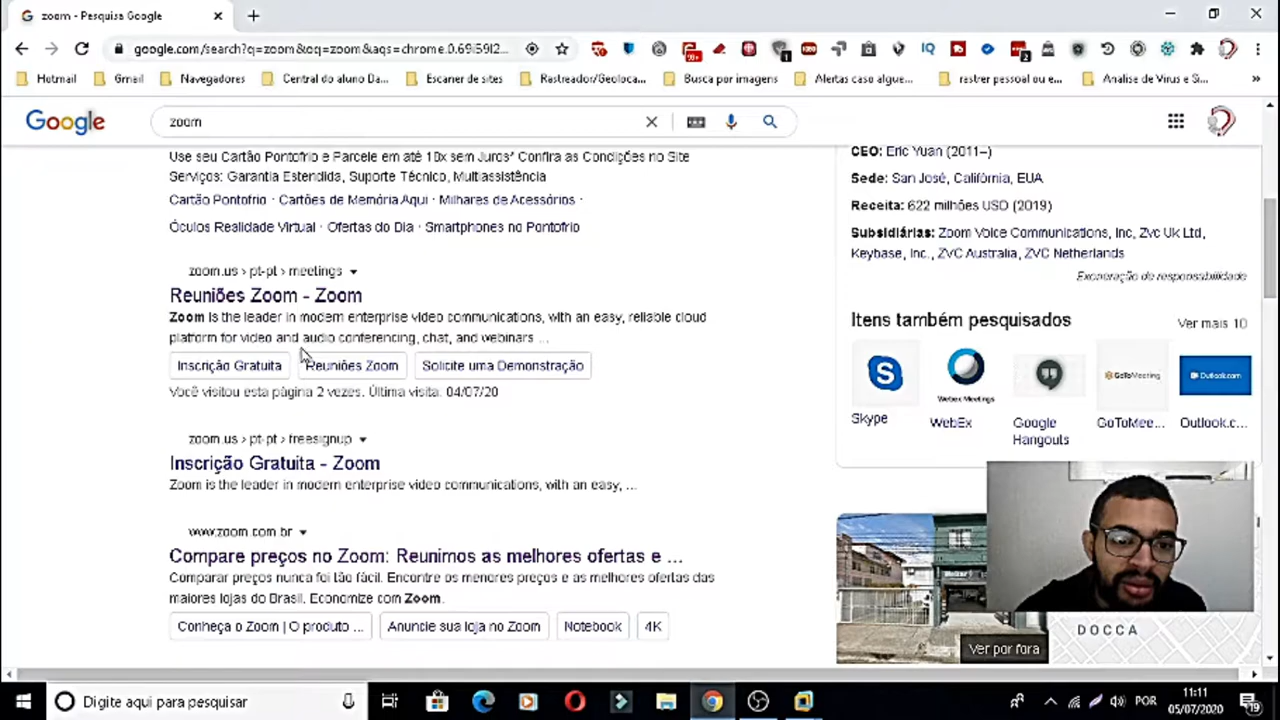 zoom - Pesquisa Google
google.com/search?q=zoom&oq=zoom&aqs=chrome.0.69i59l2...
Hotmail
Gmail
Navegadores
Central do aluno Da...
Escaner de sites
Rastreador/Geoloca...
Busca por imagens
Alertas caso algue...
rastrer pessoal ou e...
Analise de Virus e Si...
Google
zoom
Use seu Cartão Pontofrio e Parcele em até 10x sem Juros* Confira as Condições no Site
Serviços: Garantia Estendida, Suporte Técnico, Multiassistência
Cartão Pontofrio · Cartões de Memória Aqui · Milhares de Acessórios ·
Óculos Realidade Virtual · Ofertas do Dia · Smartphones no Pontofrio
zoom.us › pt-pt › meetings
Reuniões Zoom - Zoom
Zoom is the leader in modern enterprise video communications, with an easy, reliable cloud
platform for video and audio conferencing, chat, and webinars ...
Inscrição Gratuita
Reuniões Zoom
Solicite uma Demonstração
Você visitou esta página 2 vezes. Última visita: 04/07/20
zoom.us › pt-pt › freesignup
Inscrição Gratuita - Zoom
Zoom is the leader in modern enterprise video communications, with an easy, ...
www.zoom.com.br
Compare preços no Zoom: Reunimos as melhores ofertas e ...
Comparar preços nunca foi tão fácil. Encontre os menores preços e as melhores ofertas das
maiores lojas do Brasil. Economize com Zoom.
Conheça o Zoom | O produto ...
Anuncie sua loja no Zoom
Notebook
4K
CEO: Eric Yuan (2011–)
Sede: San José, Califórnia, EUA
Receita: 622 milhões USD (2019)
Subsidiárias: Zoom Voice Communications, Inc, Zvc Uk Ltd,
Keybase, Inc., ZVC Australia, ZVC Netherlands
Exoneração de responsabilidade
Itens também pesquisados
Ver mais 10
Webex Meetings
GoToMeeting
Outlook.com
Skype
WebEx
Google
Hangouts
GoToMee...
Outlook.c...
Ver por fora
DOCCA
Digite aqui para pesquisar
POR
11:11
05/07/2020
19